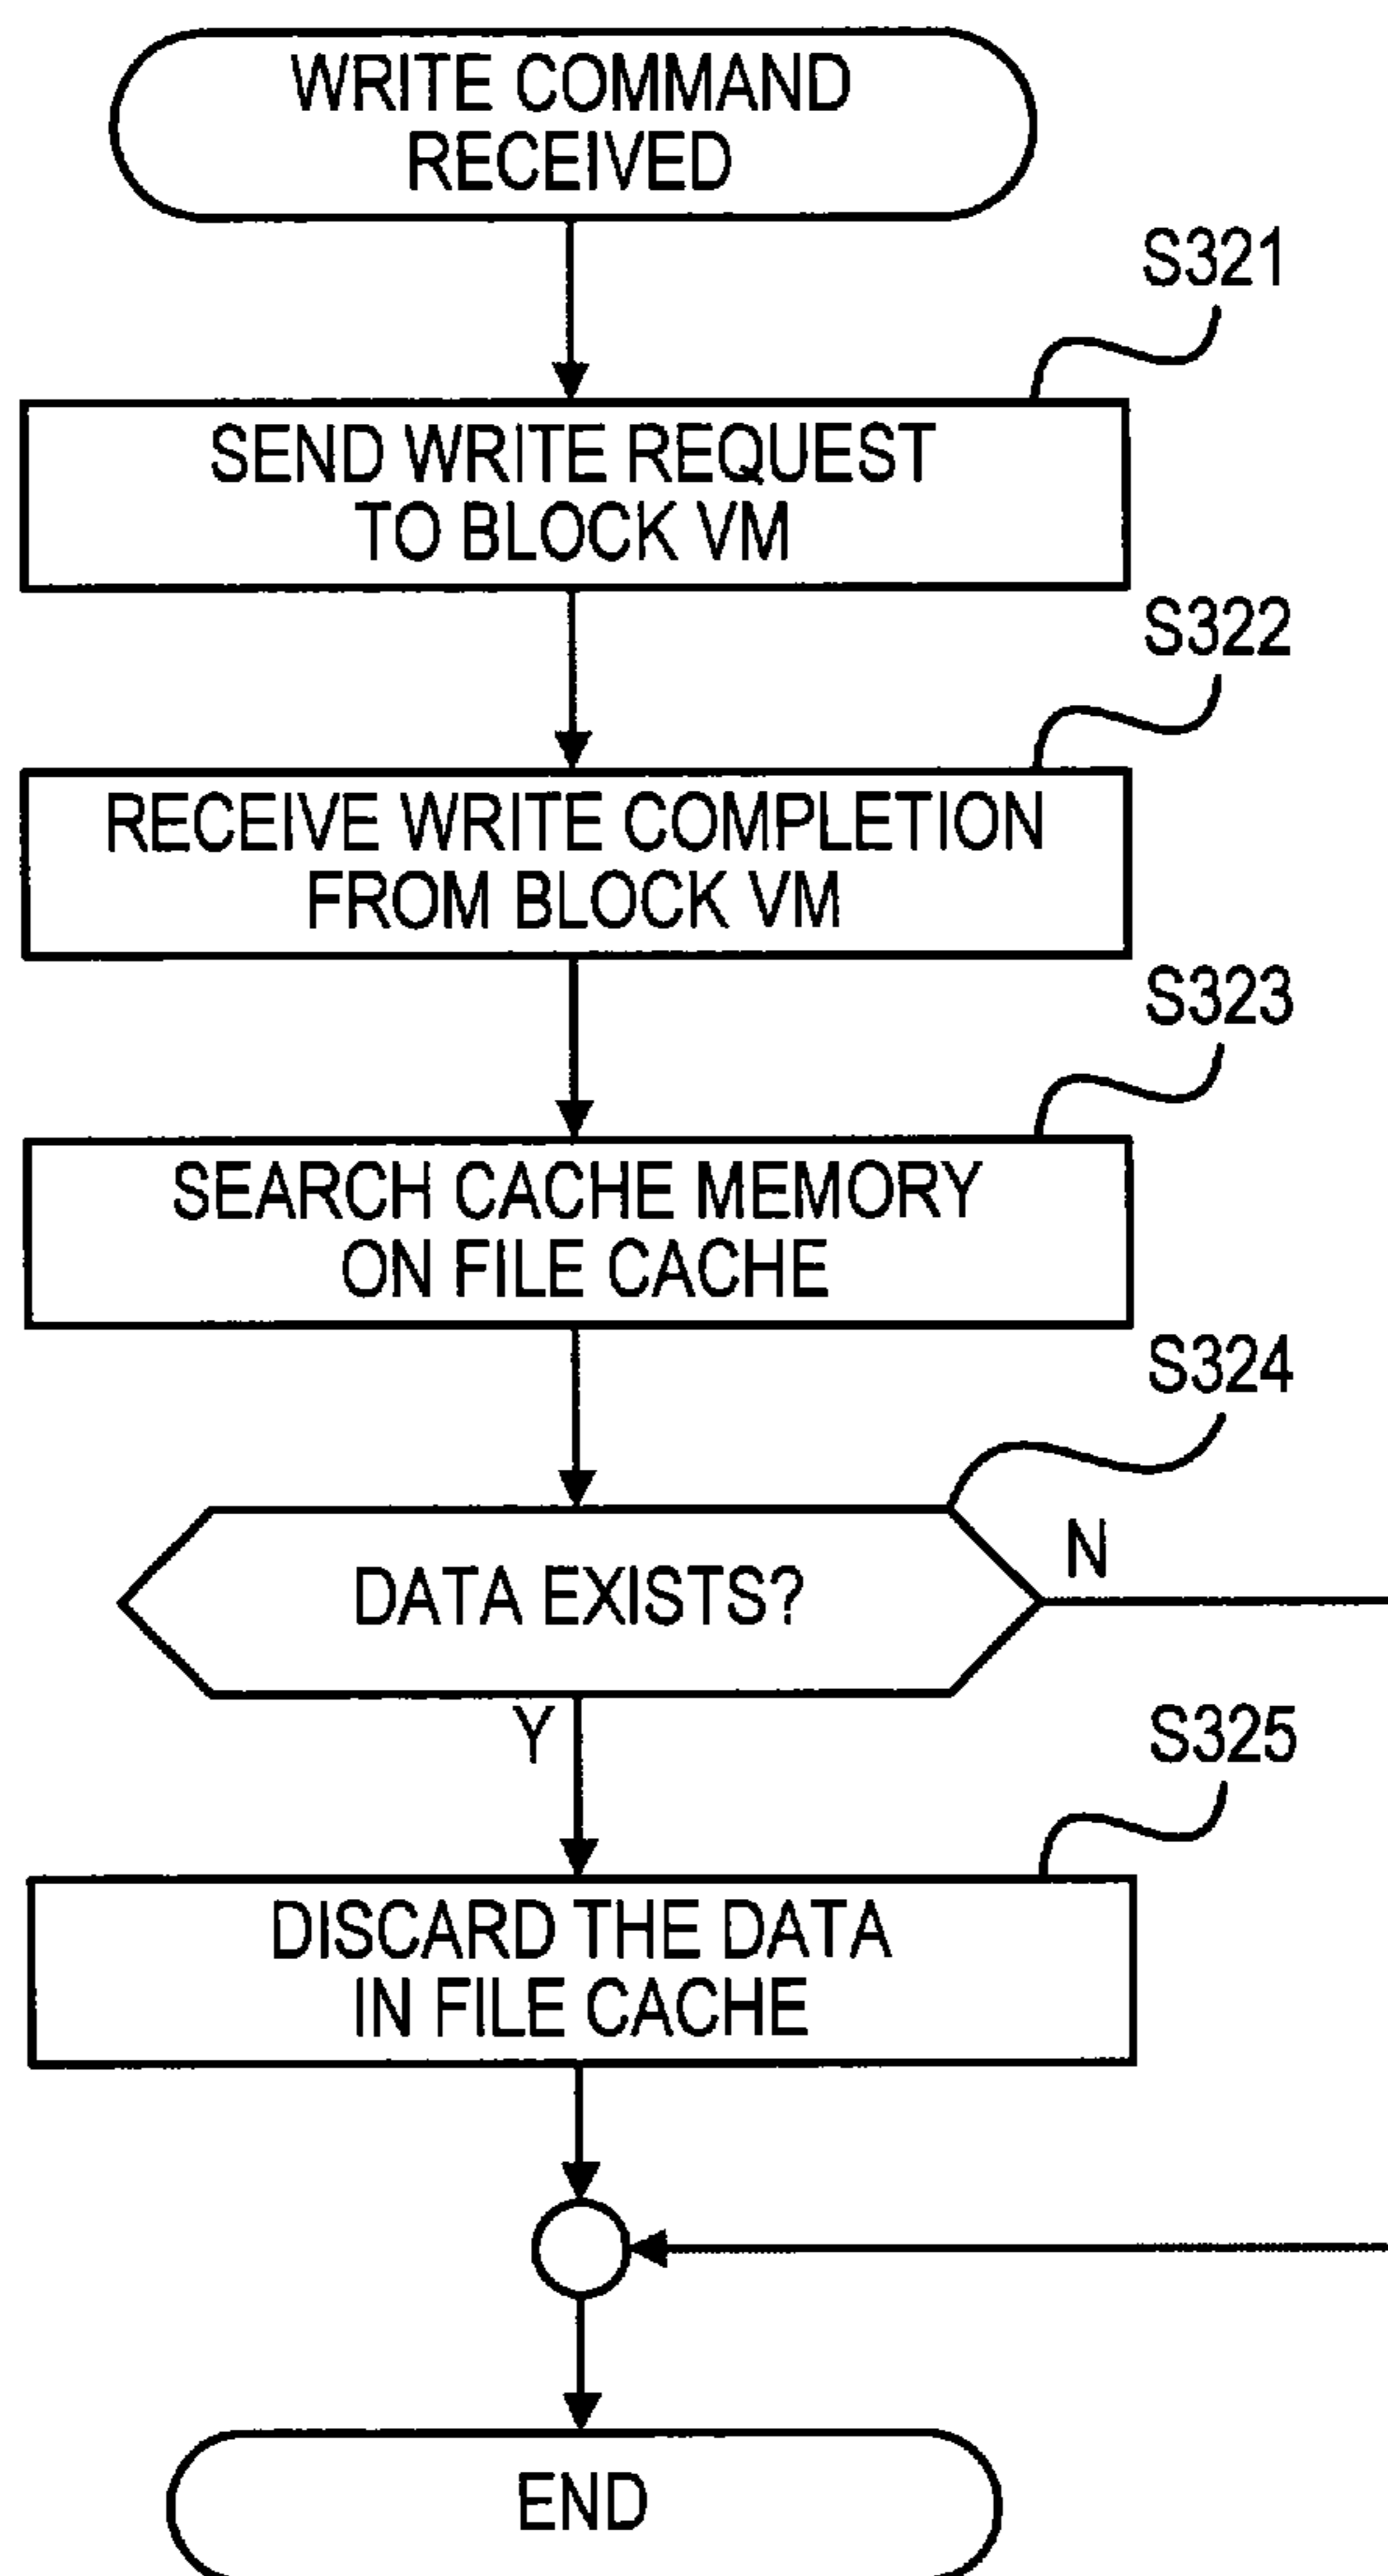 WRITE COMMAND
RECEIVED
S321
SEND WRITE REQUEST
TO BLOCK VM
S322
RECEIVE WRITE COMPLETION
FROM BLOCK VM
S323
SEARCH CACHE MEMORY
ON FILE CACHE
S324
DATA EXISTS?
N
Y
S325
DISCARD THE DATA
IN FILE CACHE
END